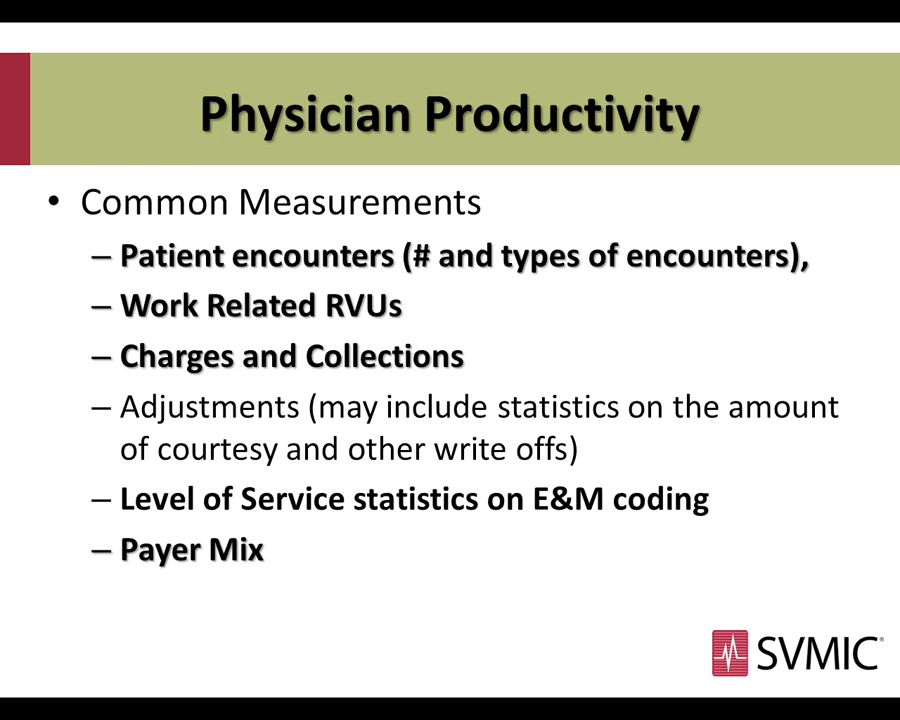 Physician Productivity
• Common Measurements
– Patient encounters (# and types of encounters),
– Work Related RVUs
– Charges and Collections
– Adjustments (may include statistics on the amount
of courtesy and other write offs)
– Level of Service statistics on E&M coding
– Payer Mix
SVMIC®